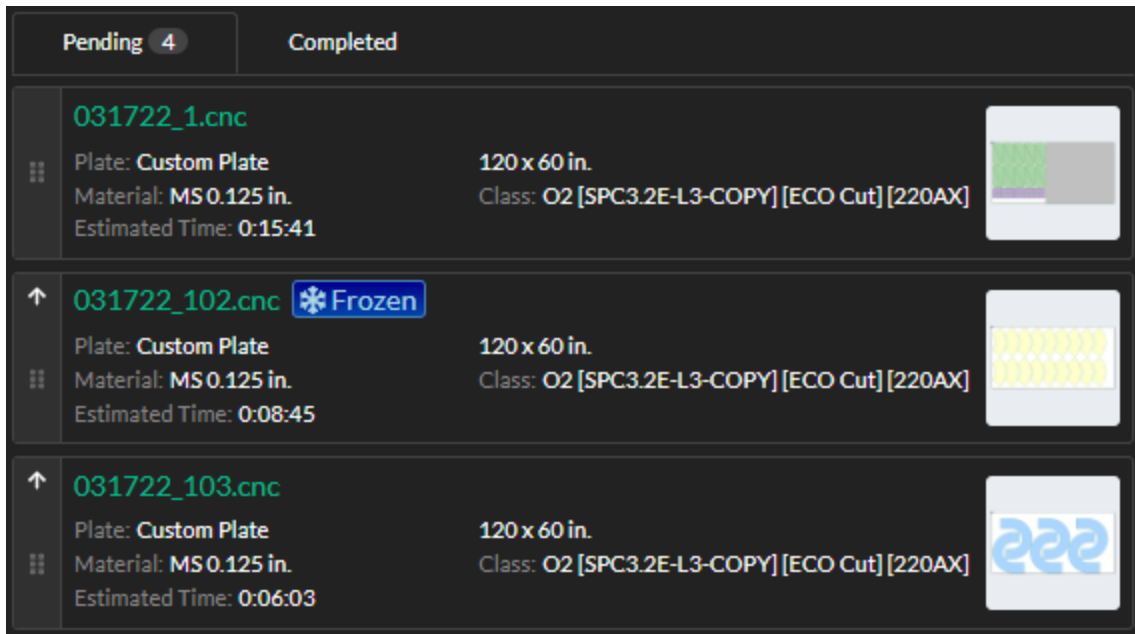 Pending 4 Completed
031722_1.cnc
Plate: Custom Plate 120 x 60 in.
Material: MS 0.125 in. Class: O2 [SPC3.2E-L3-COPY] [ECO Cut] [220AX]
Estimated Time: 0:15:41
031722_102.cnc Frozen
Plate: Custom Plate 120 x 60 in.
Material: MS 0.125 in. Class: O2 [SPC3.2E-L3-COPY] [ECO Cut] [220AX]
Estimated Time: 0:08:45
031722_103.cnc
Plate: Custom Plate 120 x 60 in.
Material: MS 0.125 in. Class: O2 [SPC3.2E-L3-COPY] [ECO Cut] [220AX]
Estimated Time: 0:06:03